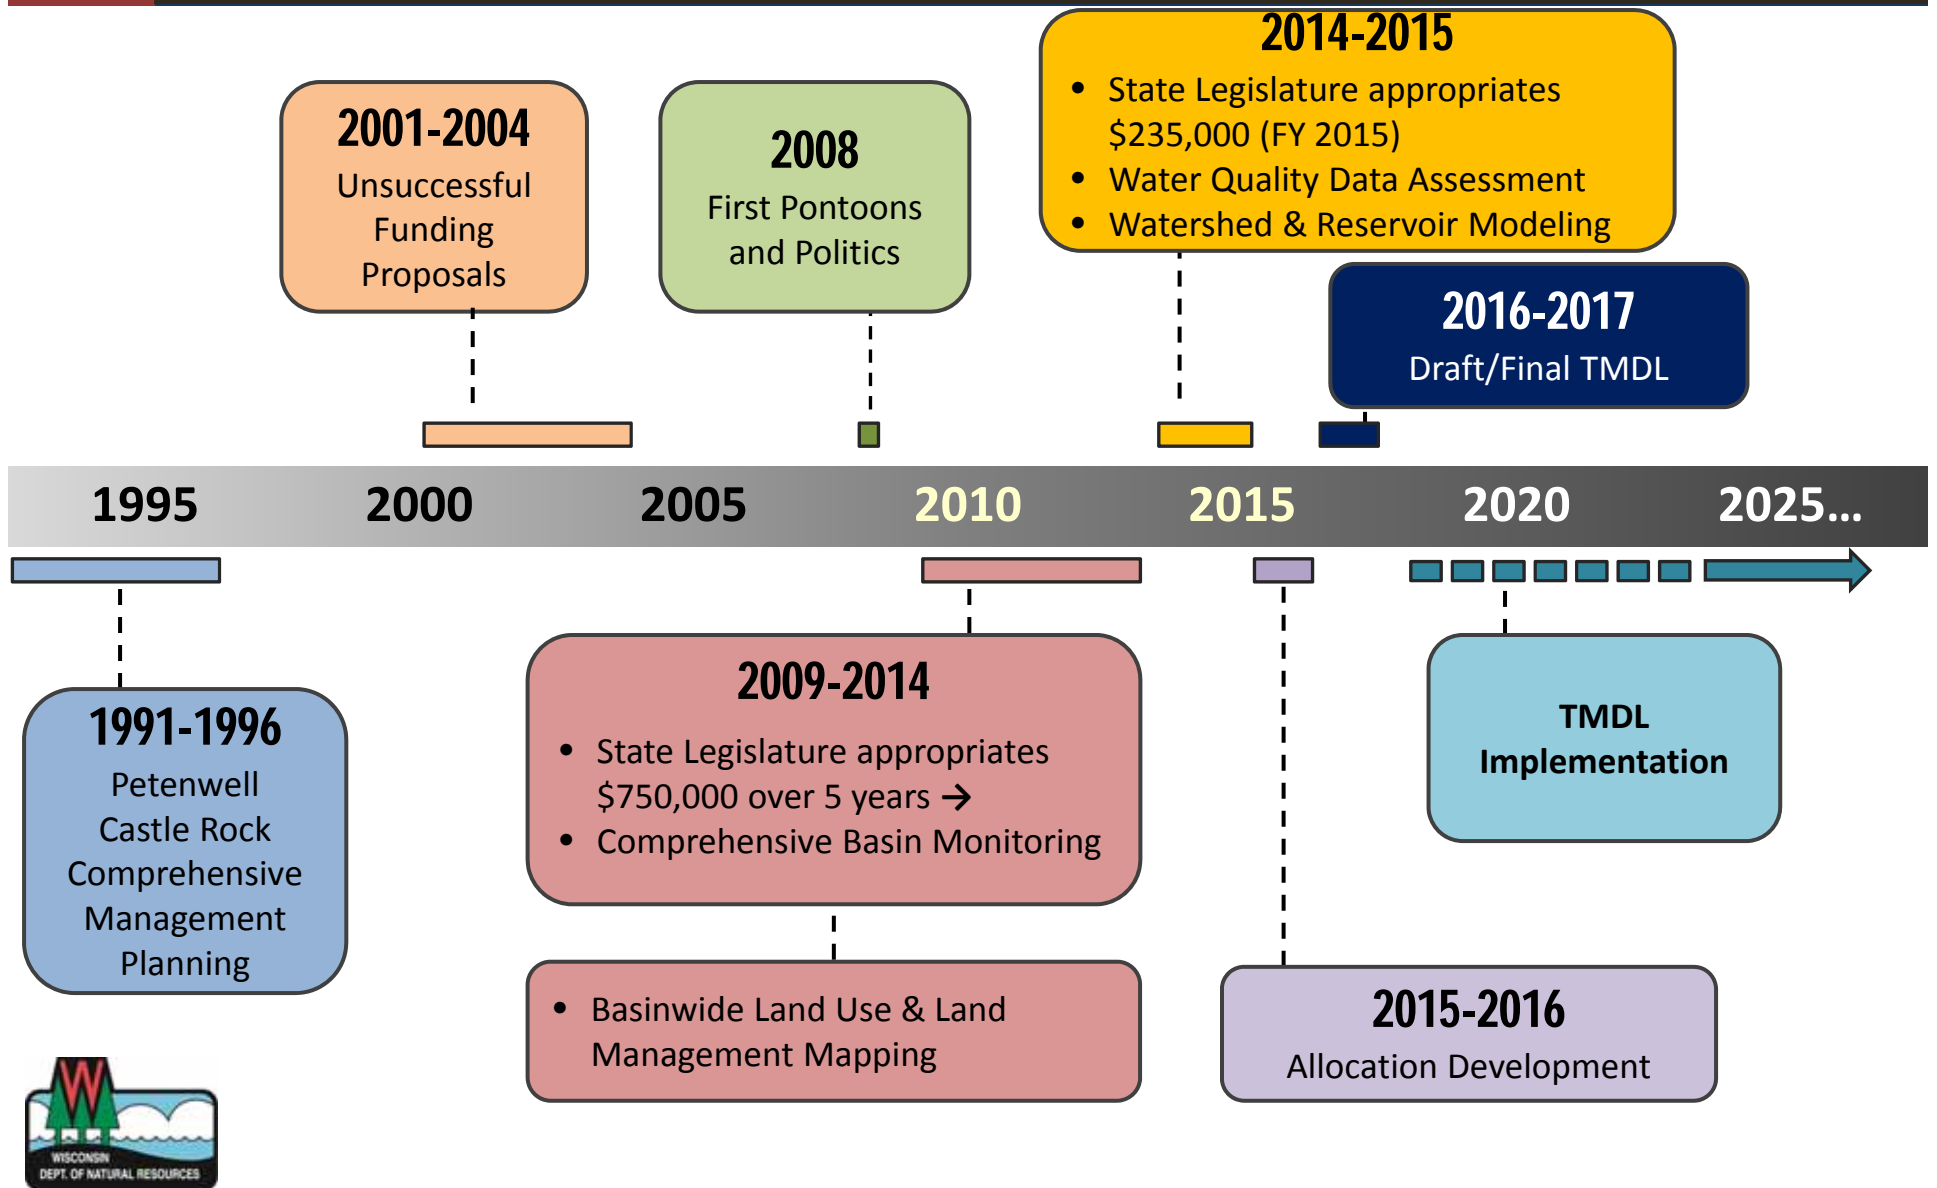 2001-2004
Unsuccessful
Funding
Proposals
2008
First Pontoons
and Politics
2014-2015
• State Legislature appropriates
$235,000 (FY 2015)
• Water Quality Data Assessment
• Watershed & Reservoir Modeling
2016-2017
Draft/Final TMDL
1995 2000 2005 2010 2015 2020 2025...
1991-1996
Petenwell
Castle Rock
Comprehensive
Management
Planning
2009-2014
• State Legislature appropriates
$750,000 over 5 years →
• Comprehensive Basin Monitoring
• Basinwide Land Use & Land
Management Mapping
2015-2016
Allocation Development
TMDL
Implementation
W
WISCONSIN
DEPT. OF NATURAL RESOURCES